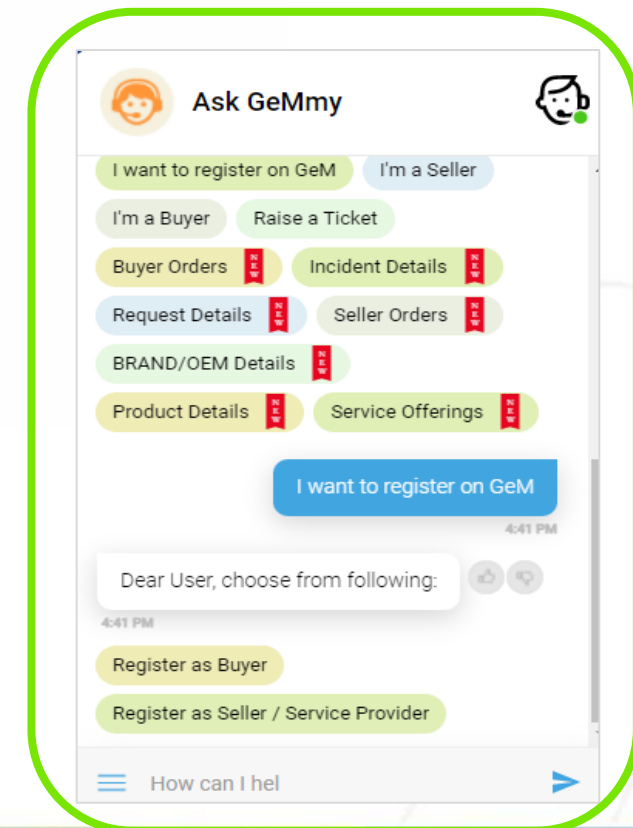 Ask GeMmy
I want to register on GeM I'm a Seller
I'm a Buyer Raise a Ticket
Buyer Orders NEW Incident Details NEW
Request Details NEW Seller Orders NEW
BRAND/OEM Details NEW
Product Details NEW Service Offerings NEW
I want to register on GeM
4:41 PM
Dear User, choose from following:
4:41 PM
Register as Buyer
Register as Seller / Service Provider
How can I hel